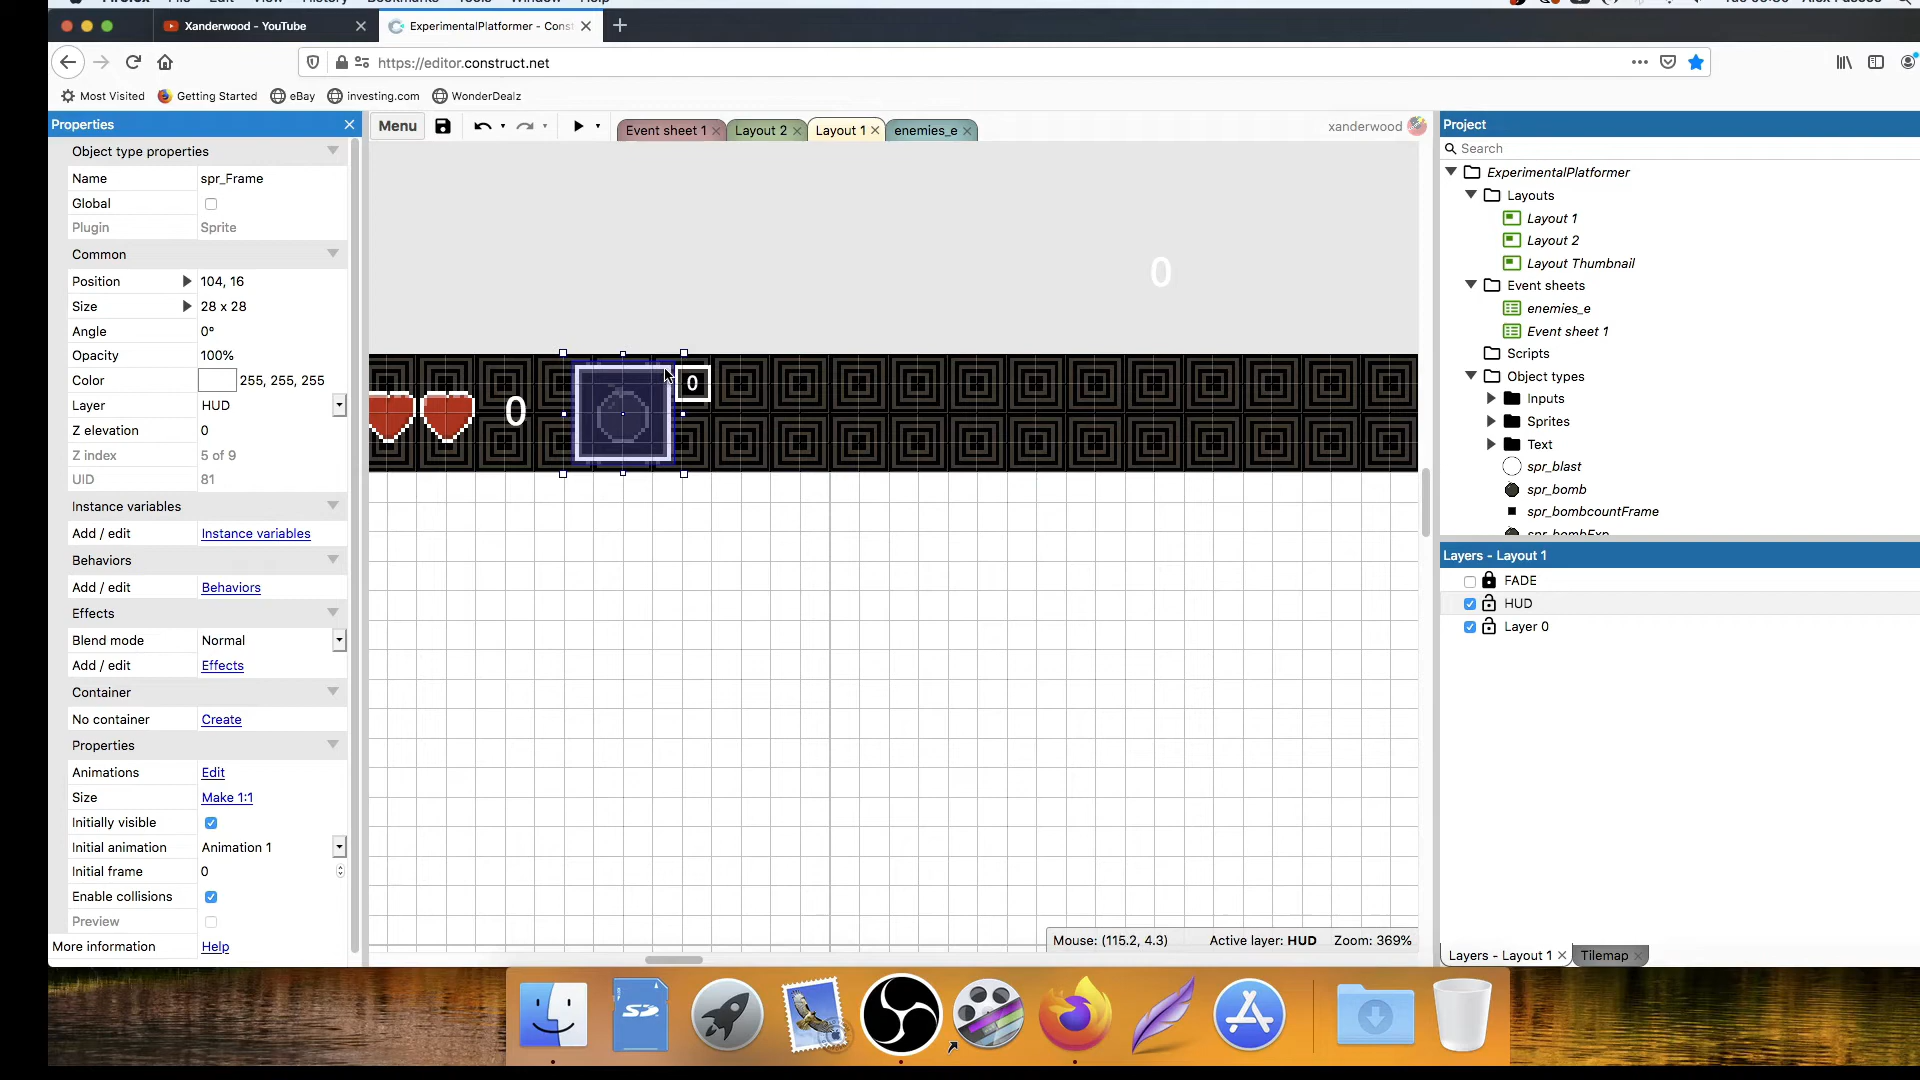 Xanderwood - YouTube
ExperimentalPlatformer - Cons
https://editor.construct.net
Most Visited
Getting Started
eBay
investing.com
WonderDealz
Properties
Menu
Event sheet 1
Layout 2
Layout 1
enemies_e
xanderwood
Project
Object type properties
Name spr_Frame
Global
Plugin Sprite
Common
Position 104, 16
Size 28 x 28
Angle 0°
Opacity 100%
Color 255, 255, 255
Layer HUD
Z elevation 0
Z index 5 of 9
UID 81
Instance variables
Add / edit Instance variables
Behaviors
Add / edit Behaviors
Effects
Blend mode Normal
Add / edit Effects
Container
No container Create
Properties
Animations Edit
Size Make 1:1
Initially visible
Initial animation Animation 1
Initial frame 0
Enable collisions
Preview
More information Help
0
0
0
Mouse: (115.2, 4.3) Active layer: HUD Zoom: 369%
Search
ExperimentalPlatformer
Layouts
Layout 1
Layout 2
Layout Thumbnail
Event sheets
enemies_e
Event sheet 1
Scripts
Object types
Inputs
Sprites
Text
spr_blast
spr_bomb
spr_bombcountFrame
spr_bombExp
Layers - Layout 1
FADE
HUD
Layer 0
Layers - Layout 1
Tilemap
SD